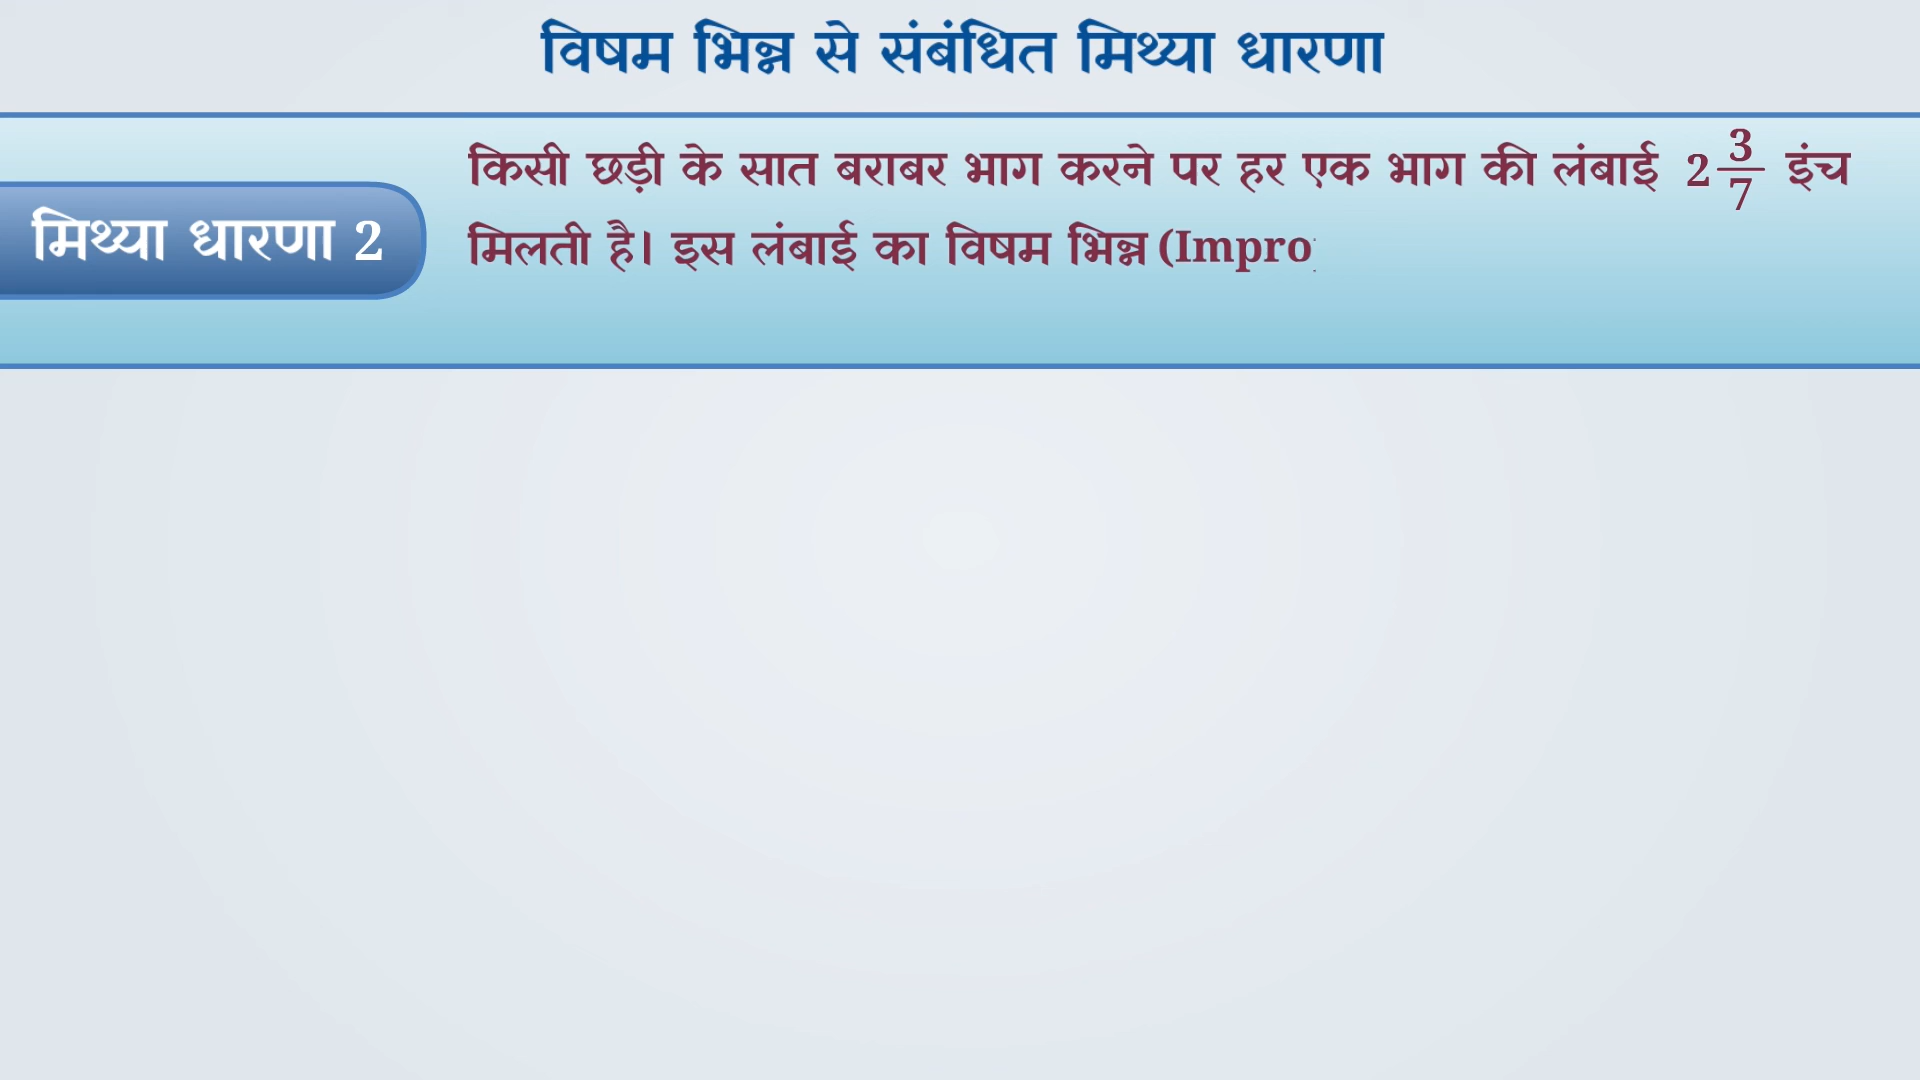 विषम भिन्न से संबंधित मिथ्या धारणा
मिथ्या धारणा 2
किसी छड़ी के सात बराबर भाग करने पर हर एक भाग की लंबाई 2 3/7 इंच
मिलती है। इस लंबाई का विषम भिन्न (Impro